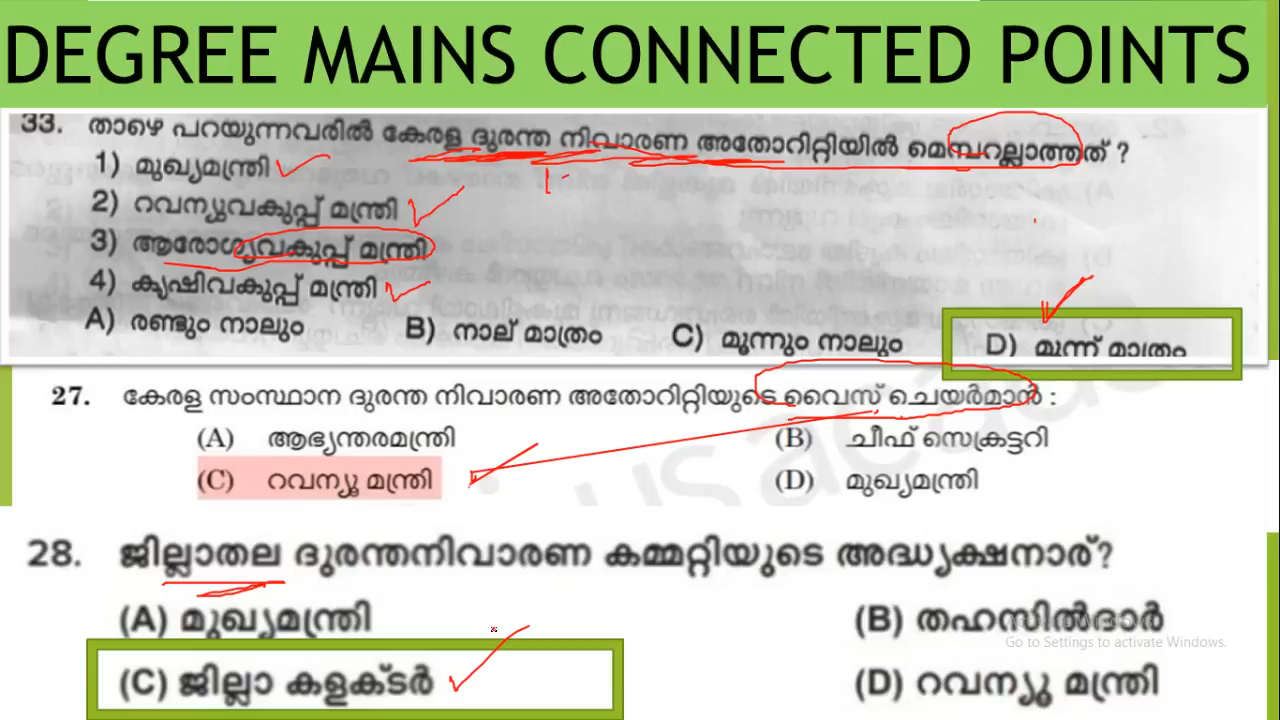 DEGREE MAINS CONNECTED POINTS
33. താഴെ പറയുന്നവരിൽ കേരള ദുരന്ത നിവാരണ അതോറിറ്റിയിൽ മെമ്പറല്ലാത്തത് ?
1) മുഖ്യമന്ത്രി
2) റവന്യുവകുപ്പ് മന്ത്രി
3) ആരോഗ്യവകുപ്പ് മന്ത്രി
4) കൃഷിവകുപ്പ് മന്ത്രി
A) രണ്ടും നാലും B) നാല് മാത്രം C) മൂന്നും നാലും D) മൂന്ന് മാത്രം
27. കേരള സംസ്ഥാന ദുരന്ത നിവാരണ അതോറിറ്റിയുടെ വൈസ് ചെയർമാൻ :
(A) ആഭ്യന്തരമന്ത്രി (B) ചീഫ് സെക്രട്ടറി
(C) റവന്യൂ മന്ത്രി (D) മുഖ്യമന്ത്രി
28. ജില്ലാതല ദുരന്തനിവാരണ കമ്മറ്റിയുടെ അദ്ധ്യക്ഷനാര്?
(A) മുഖ്യമന്ത്രി (B) തഹസിൽദാർ
Go to Settings to activate Windows.
(C) ജില്ലാ കളക്ടർ (D) റവന്യൂ മന്ത്രി